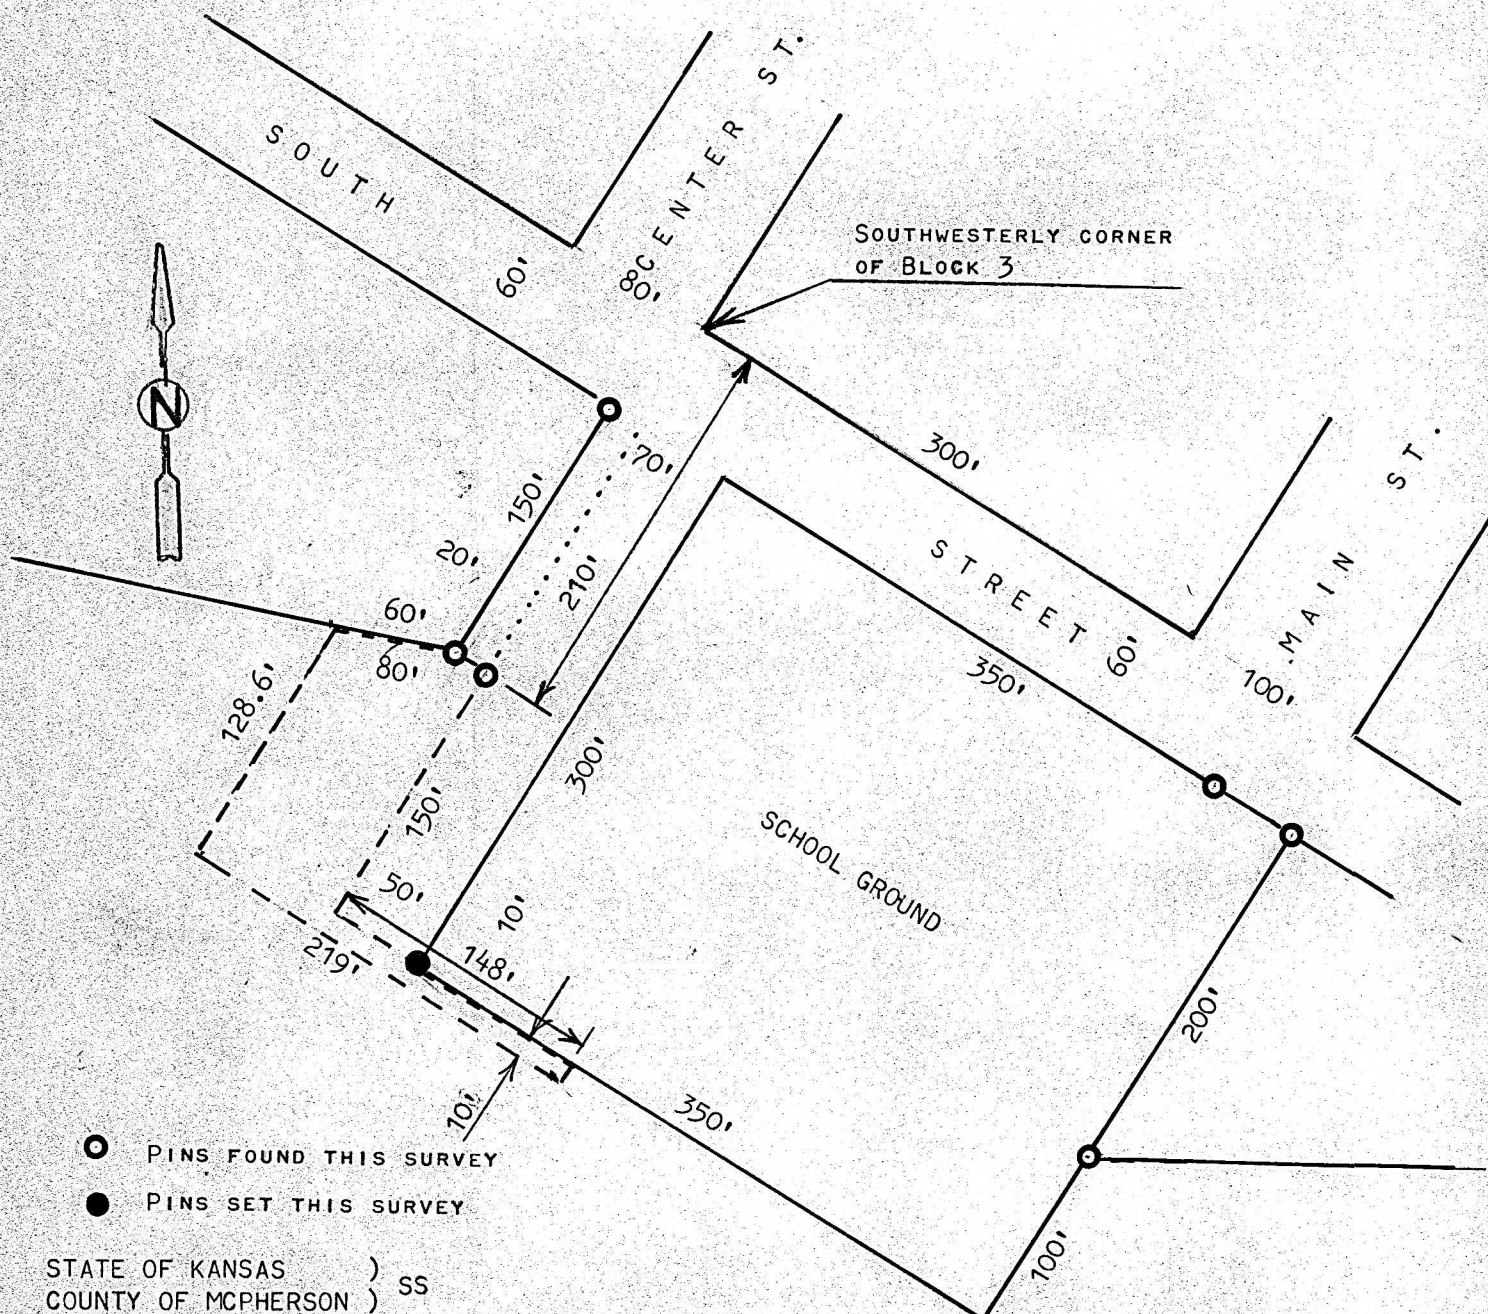 SOUTH
CENTER ST.
60'
80'
SOUTHWESTERLY CORNER
OF BLOCK 3
N
70'
150'
20'
210'
300'
STREET
60'
MAIN ST.
100'
350'
60'
80'
128.6'
150'
300'
SCHOOL GROUND
50'
10'
148'
219'
10'
350'
200'
100'
PINS FOUND THIS SURVEY
PINS SET THIS SURVEY
STATE OF KANSAS ) SS
COUNTY OF MCPHERSON )